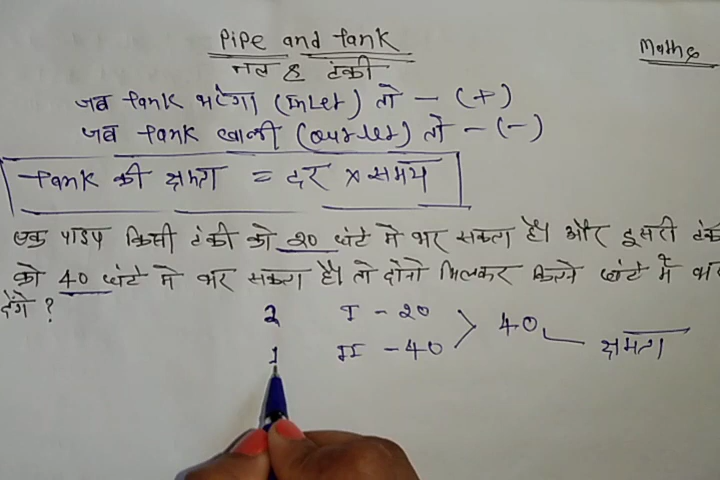 Pipe and tank
Maths
नल & टंकी
जब tank भरेगा (Inlet) तो - (+)
जब tank खाली (outlet) तो - (-)
tank की क्षमता = दर × समय
एक पाइप किसी टंकी को 20 घंटे मे भर सकता है। और दूसरी टंकी
को 40 घंटे मे भर सकता है। तो दोनो मिलकर कितने घंटे में भर
देंगे ?
2 I - 20
40 क्षमता
1 II - 40